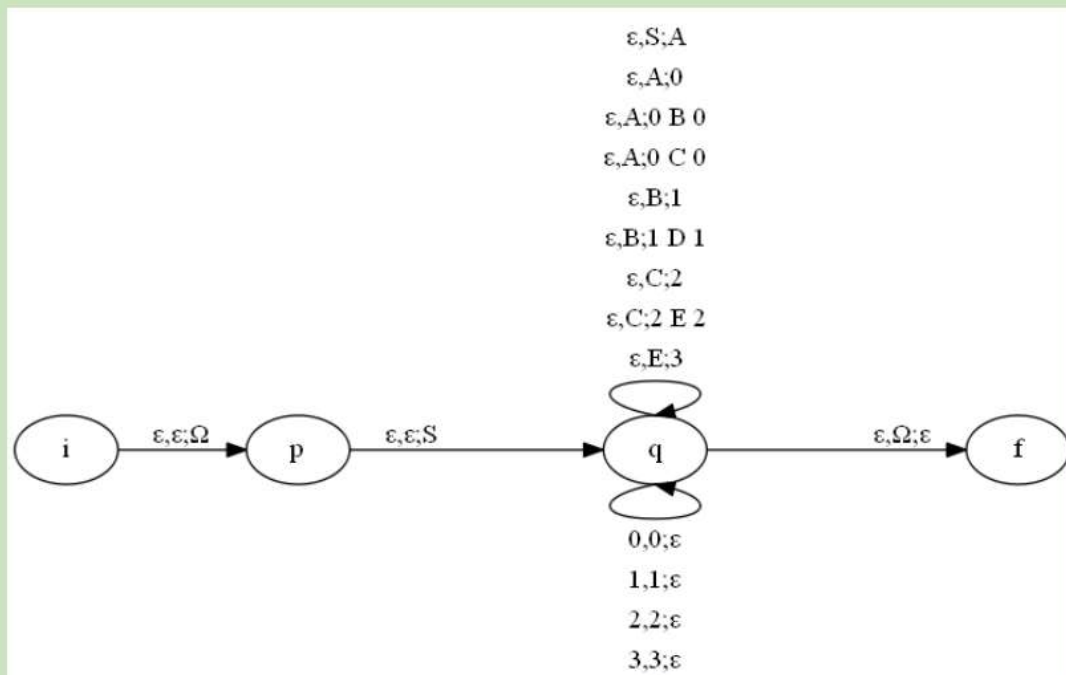 ε,S;A
ε,A;0
ε,A;0 B 0
ε,A;0 C 0
ε,B;1
ε,B;1 D 1
ε,C;2
ε,C;2 E 2
ε,E;3
i
ε,ε;Ω
p
ε,ε;S
q
ε,Ω;ε
f
0,0;ε
1,1;ε
2,2;ε
3,3;ε